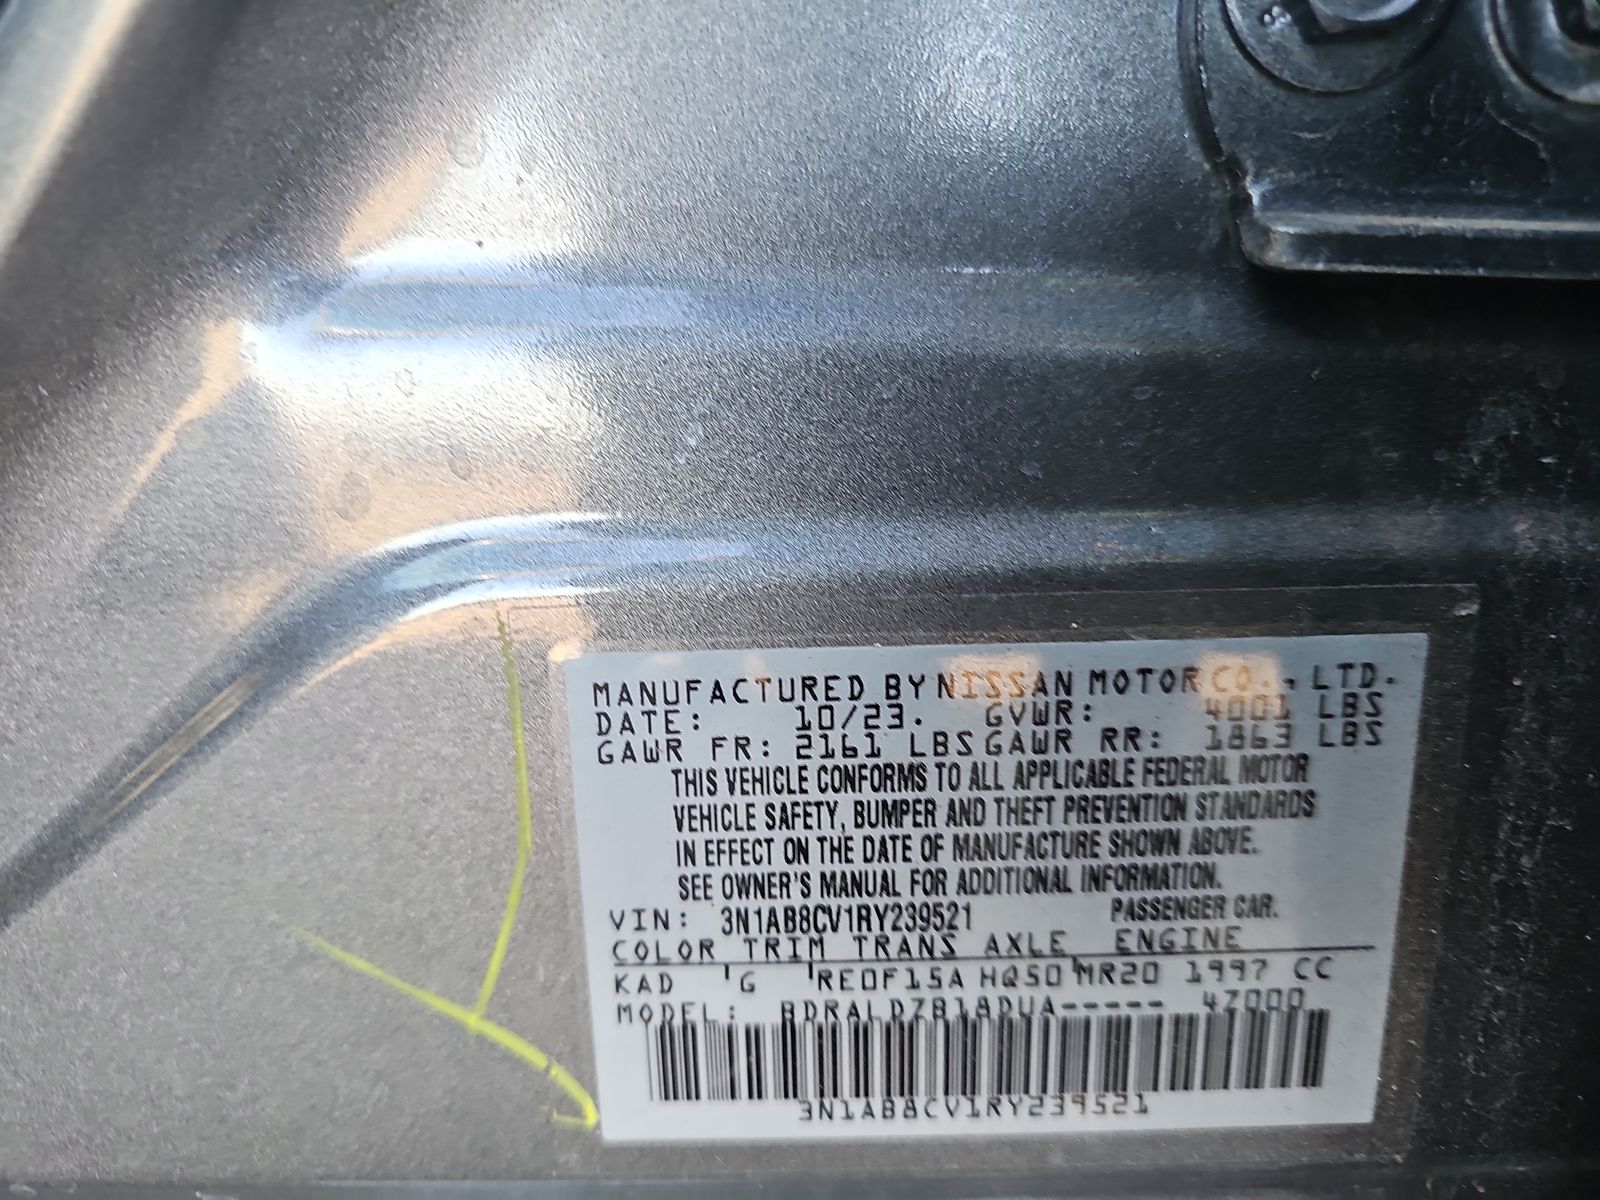 MANUFACTURED BY NISSAN MOTOR CO., LTD.
DATE: 10/23. GVWR: 4001 LBS
GAWR FR: 2161 LBS GAWR RR: 1863 LBS
THIS VEHICLE CONFORMS TO ALL APPLICABLE FEDERAL MOTOR
VEHICLE SAFETY, BUMPER AND THEFT PREVENTION STANDARDS
IN EFFECT ON THE DATE OF MANUFACTURE SHOWN ABOVE.
SEE OWNER'S MANUAL FOR ADDITIONAL INFORMATION.
VIN: 3N1AB8CV1RY239521 PASSENGER CAR.
COLOR TRIM TRANS AXLE ENGINE
KAD G RE0F15A HQ50 MR20 1997 CC
MODEL: BDRALDZB18DUA----- 4Z000
3N1AB8CV1RY239521